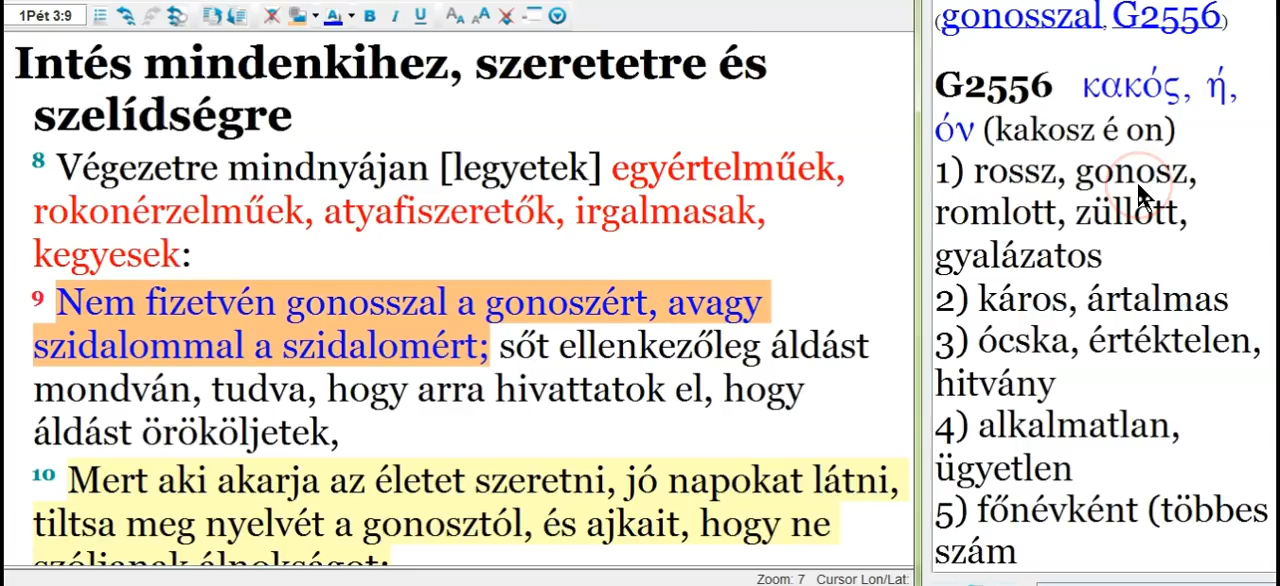 1Pét 3:9
Intés mindenkihez, szeretetre és
szelídségre
8 Végezetre mindnyájan [legyetek] egyértelműek,
rokonérzelműek, atyafiszeretők, irgalmasak,
kegyesek:
9 Nem fizetvén gonosszal a gonoszért, avagy
szidalommal a szidalomért; sőt ellenkezőleg áldást
mondván, tudva, hogy arra hivattatok el, hogy
áldást örököljetek,
10 Mert aki akarja az életet szeretni, jó napokat látni,
tiltsa meg nyelvét a gonosztól, és ajkait, hogy ne
szóljanak álnokságot;
Zoom: 7 Cursor Lon/Lat:
(gonosszal, G2556)
G2556 κακός, ή,
όν (kakosz é on)
1) rossz, gonosz,
romlott, züllött,
gyalázatos
2) káros, ártalmas
3) ócska, értéktelen,
hitvány
4) alkalmatlan,
ügyetlen
5) főnévként (többes
szám